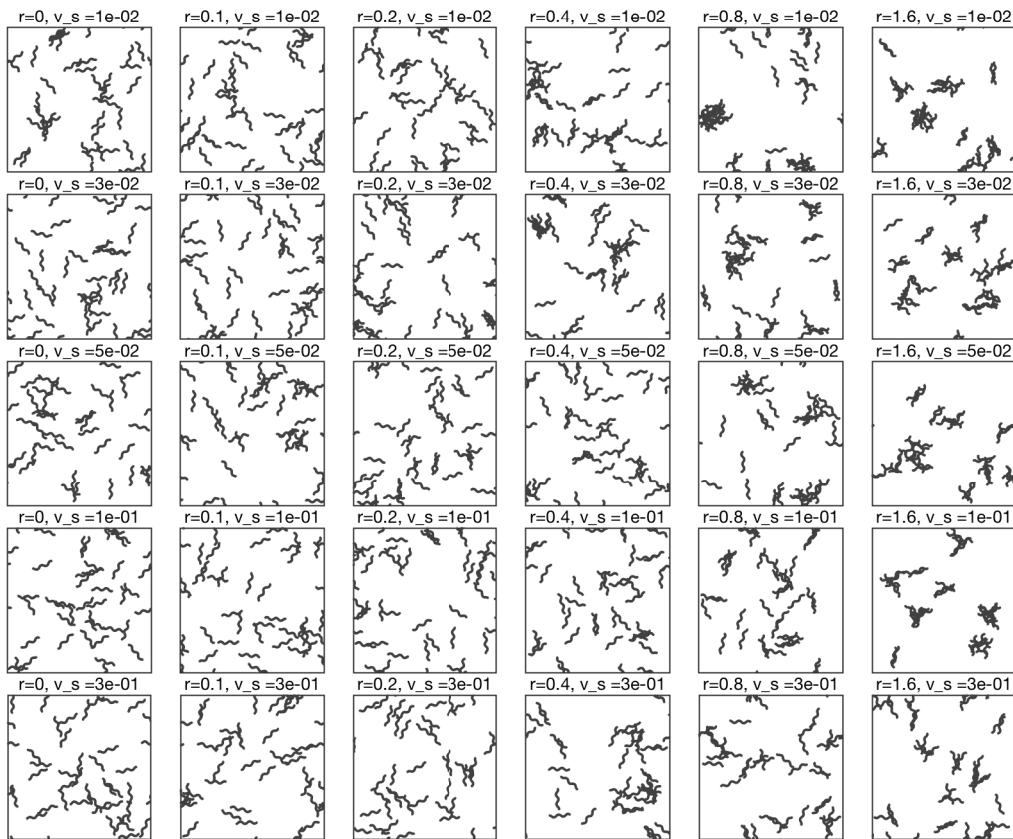 r=0, v_s =1e-02 r=0.1, v_s =1e-02 r=0.2, v_s =1e-02 r=0.4, v_s =1e-02 r=0.8, v_s =1e-02 r=1.6, v_s =1e-02
r=0, v_s =3e-02 r=0.1, v_s =3e-02 r=0.2, v_s =3e-02 r=0.4, v_s =3e-02 r=0.8, v_s =3e-02 r=1.6, v_s =3e-02
r=0, v_s =5e-02 r=0.1, v_s =5e-02 r=0.2, v_s =5e-02 r=0.4, v_s =5e-02 r=0.8, v_s =5e-02 r=1.6, v_s =5e-02
r=0, v_s =1e-01 r=0.1, v_s =1e-01 r=0.2, v_s =1e-01 r=0.4, v_s =1e-01 r=0.8, v_s =1e-01 r=1.6, v_s =1e-01
r=0, v_s =3e-01 r=0.1, v_s =3e-01 r=0.2, v_s =3e-01 r=0.4, v_s =3e-01 r=0.8, v_s =3e-01 r=1.6, v_s =3e-01